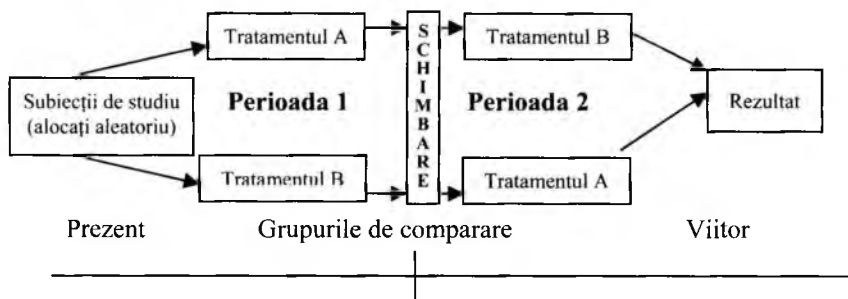 Tratamentul A
Tratamentul B
Subiecții de studiu
(alocați aleatoriu)
Perioada 1
SCHIMBARE
Perioada 2
Rezultat
Tratamentul B
Tratamentul A
Prezent
Grupurile de comparare
Viitor